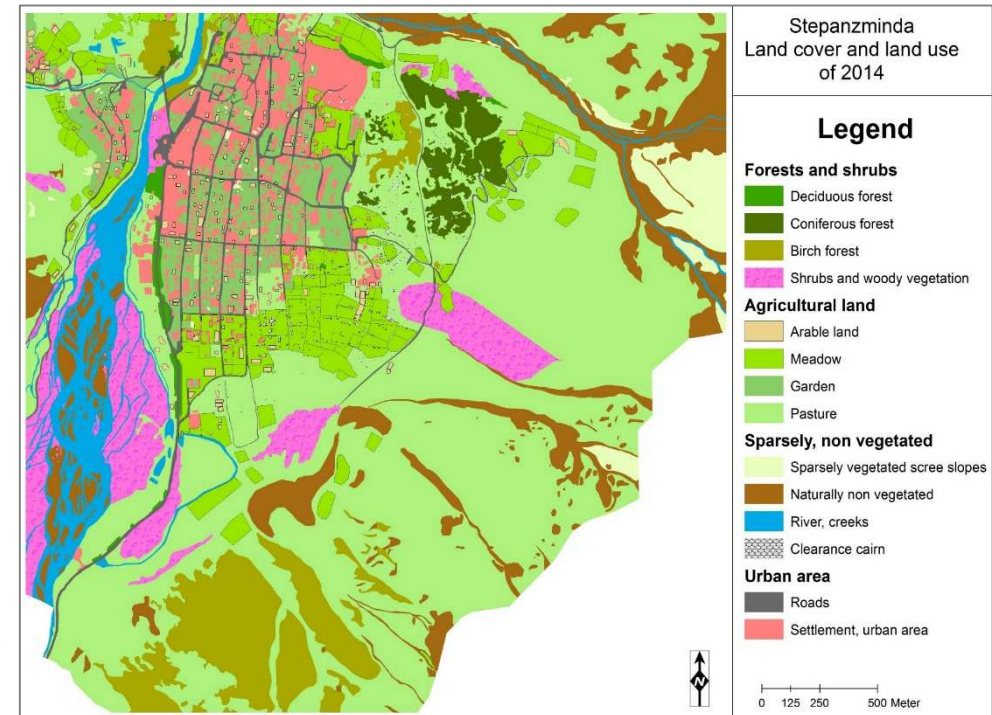 Stepanzminda
Land cover and land use
of 2014
Legend
Forests and shrubs
Deciduous forest
Coniferous forest
Birch forest
Shrubs and woody vegetation
Agricultural land
Arable land
Meadow
Garden
Pasture
Sparsely, non vegetated
Sparsely vegetated scree slopes
Naturally non vegetated
River, creeks
Clearance cairn
Urban area
Roads
Settlement, urban area
N
0 125 250 500 Meter